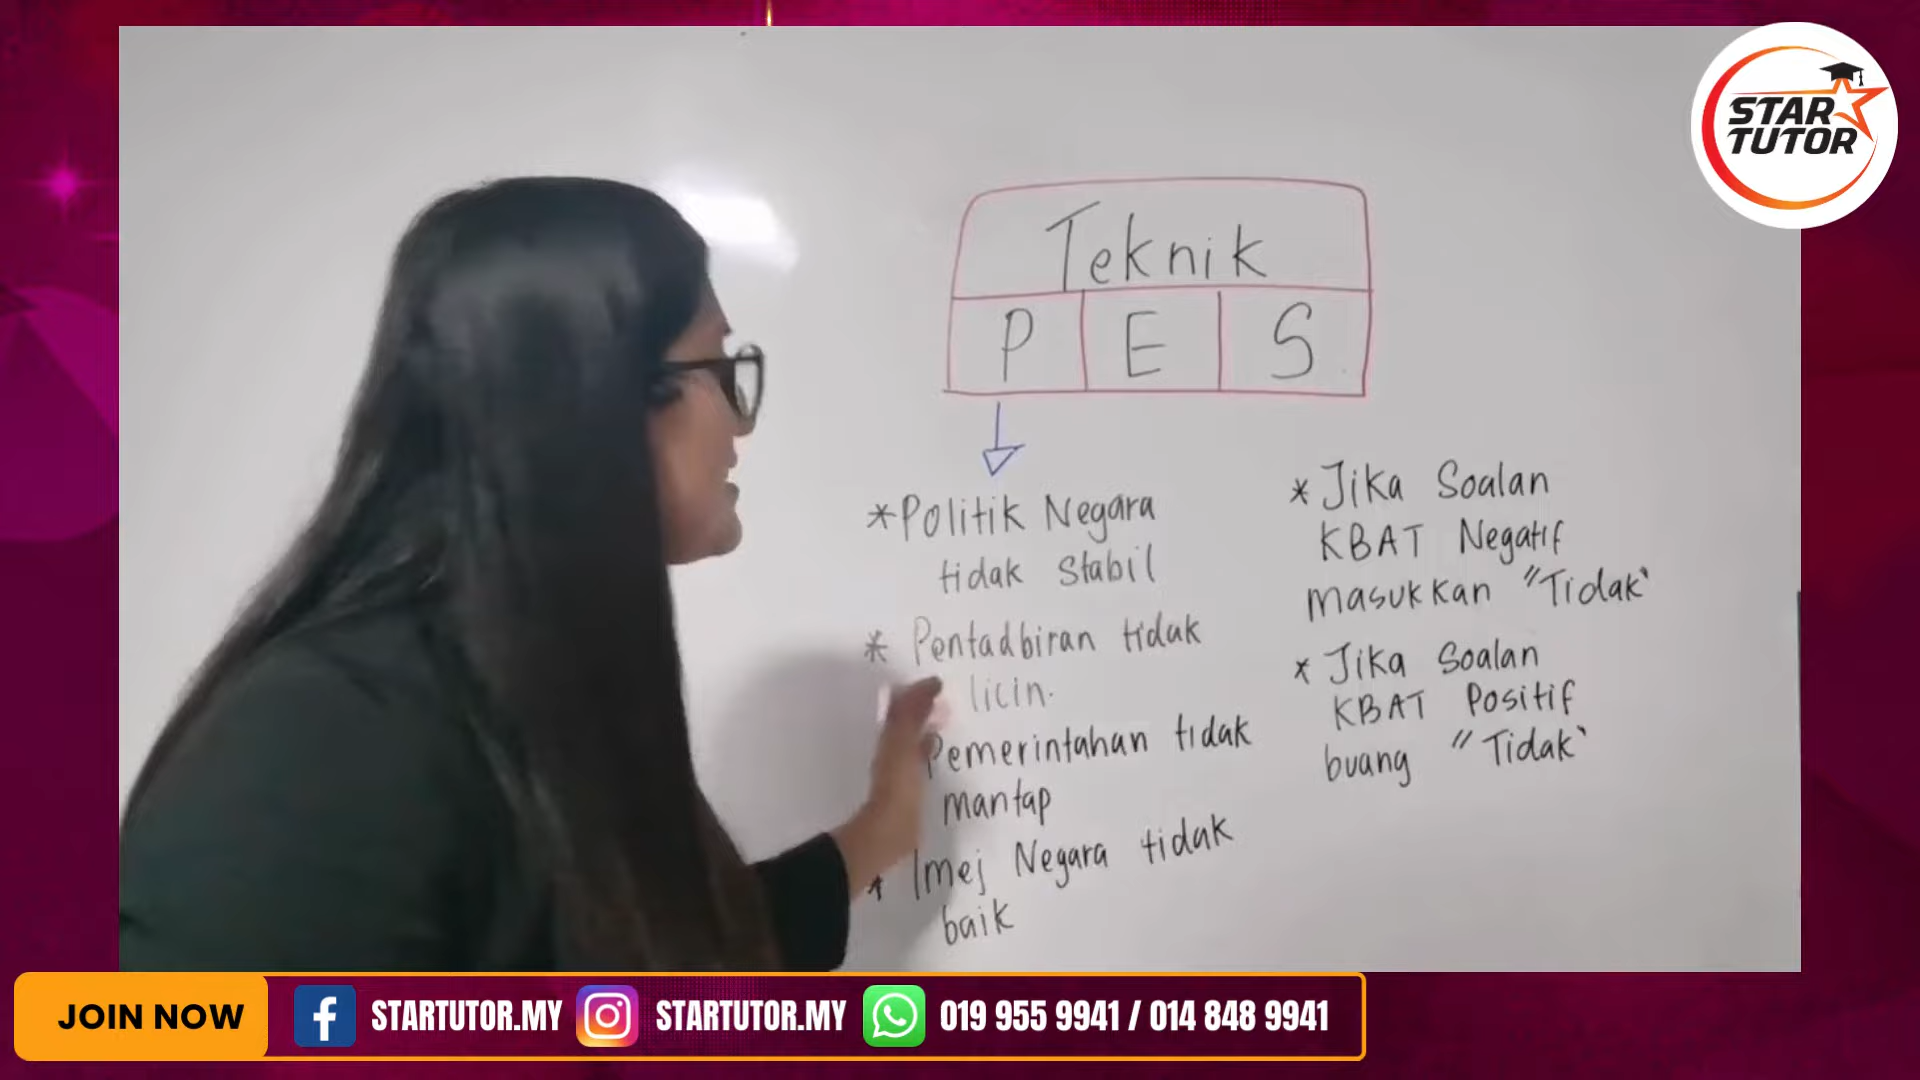 STAR
TUTOR
Teknik
P E S
*Politik Negara
tidak stabil
* Pentadbiran tidak
licin.
Pemerintahan tidak
mantap
* Imej Negara tidak
baik
* Jika Soalan
KBAT Negatif
masukkan "Tidak"
* Jika Soalan
KBAT Positif
buang "Tidak"
JOIN NOW STARTUTOR.MY STARTUTOR.MY 019 955 9941 / 014 848 9941